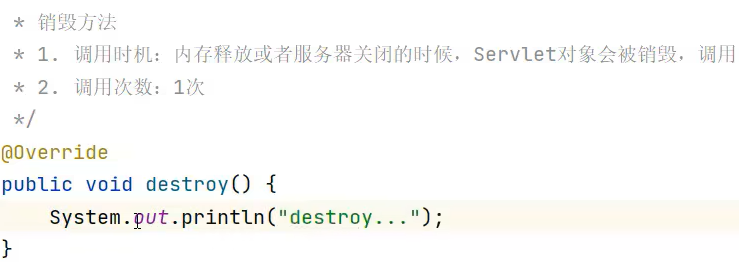 * 销毁方法
* 1. 调用时机：内存释放或者服务器关闭的时候，Servlet对象会被销毁，调用
* 2. 调用次数：1次
*/
@Override
public void destroy() {
System.out.println("destroy...");
}